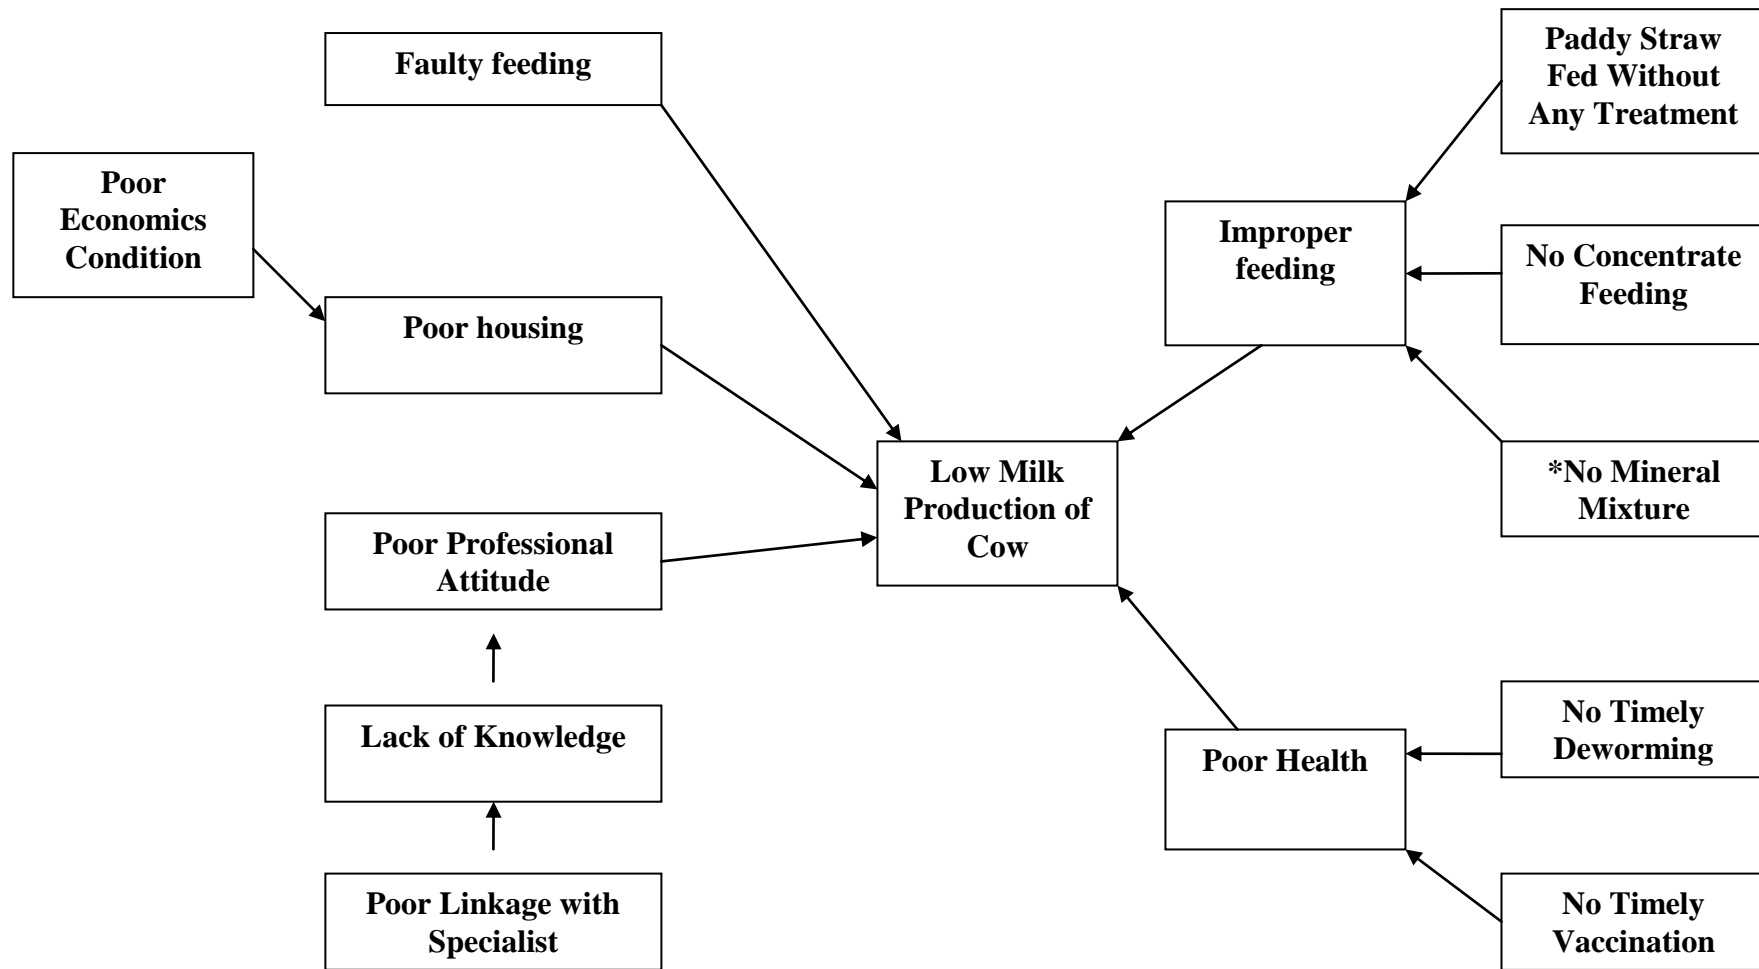 Faulty feeding
Poor
Economics
Condition
Poor housing
Poor Professional
Attitude
Lack of Knowledge
Poor Linkage with
Specialist
Low Milk
Production of
Cow
Improper
feeding
Poor Health
Paddy Straw
Fed Without
Any Treatment
No Concentrate
Feeding
*No Mineral
Mixture
No Timely
Deworming
No Timely
Vaccination